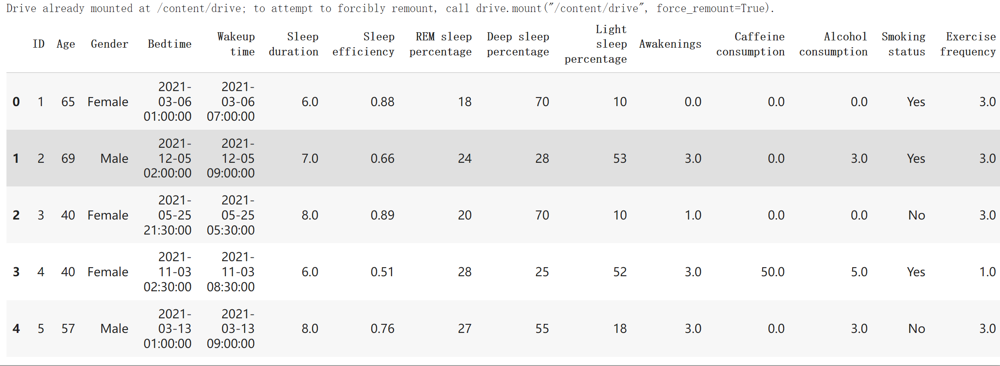 Drive already mounted at /content/drive; to attempt to forcibly remount, call drive.mount("/content/drive", force_remount=True).
ID Age Gender Bedtime Wakeup time Sleep duration Sleep efficiency REM sleep percentage Deep sleep percentage Light sleep percentage Awakenings Caffeine consumption Alcohol consumption Smoking status Exercise frequency
0 1 65 Female 2021-03-06 01:00:00 2021-03-06 07:00:00 6.0 0.88 18 70 10 0.0 0.0 0.0 Yes 3.0
1 2 69 Male 2021-12-05 02:00:00 2021-12-05 09:00:00 7.0 0.66 24 28 53 3.0 0.0 3.0 Yes 3.0
2 3 40 Female 2021-05-25 21:30:00 2021-05-25 05:30:00 8.0 0.89 20 70 10 1.0 0.0 0.0 No 3.0
3 4 40 Female 2021-11-03 02:30:00 2021-11-03 08:30:00 6.0 0.51 28 25 52 3.0 50.0 5.0 Yes 1.0
4 5 57 Male 2021-03-13 01:00:00 2021-03-13 09:00:00 8.0 0.76 27 55 18 3.0 0.0 3.0 No 3.0